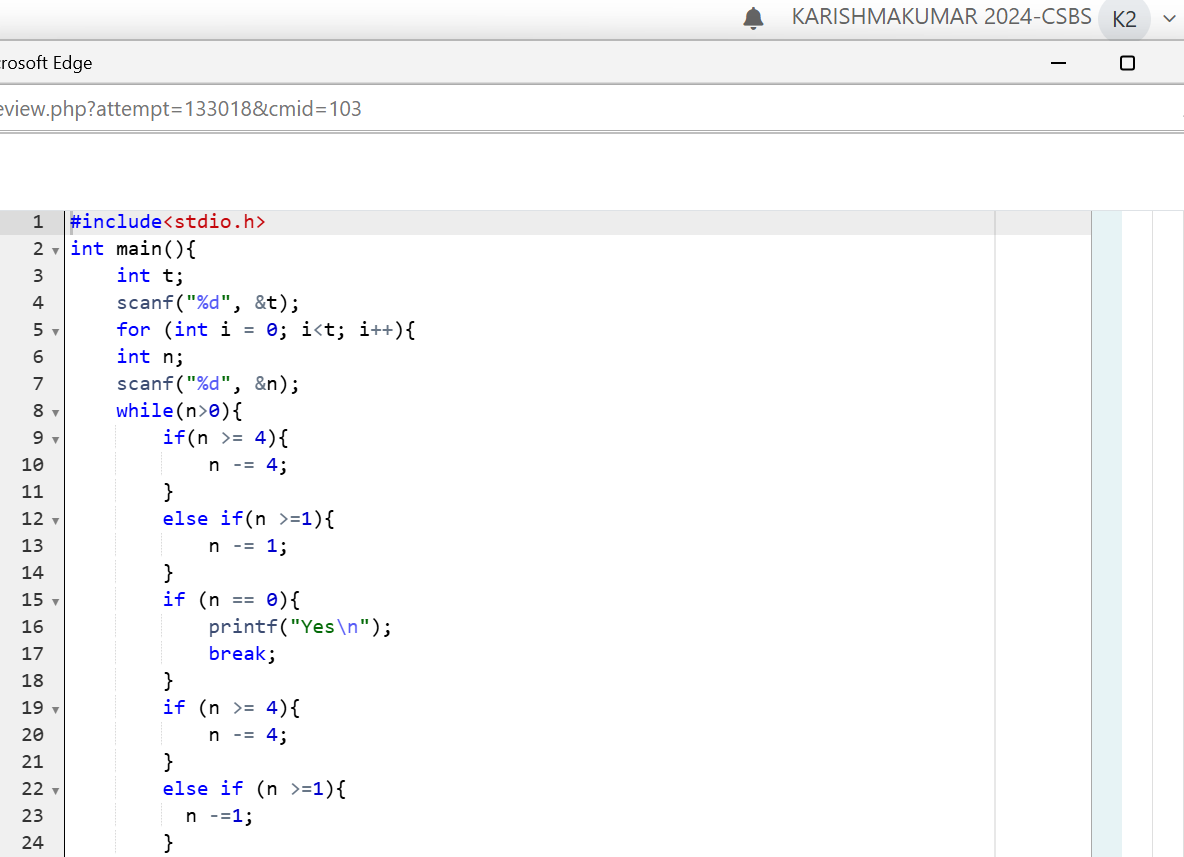 KARISHMAKUMAR 2024-CSBS K2
rosoft Edge
eview.php?attempt=133018&cmid=103
1 #include<stdio.h>
2 int main(){
3     int t;
4     scanf("%d", &t);
5     for (int i = 0; i<t; i++){
6     int n;
7     scanf("%d", &n);
8     while(n>0){
9         if(n >= 4){
10             n -= 4;
11         }
12         else if(n >=1){
13             n -= 1;
14         }
15         if (n == 0){
16             printf("Yes\n");
17             break;
18         }
19         if (n >= 4){
20             n -= 4;
21         }
22         else if (n >=1){
23           n -=1;
24         }